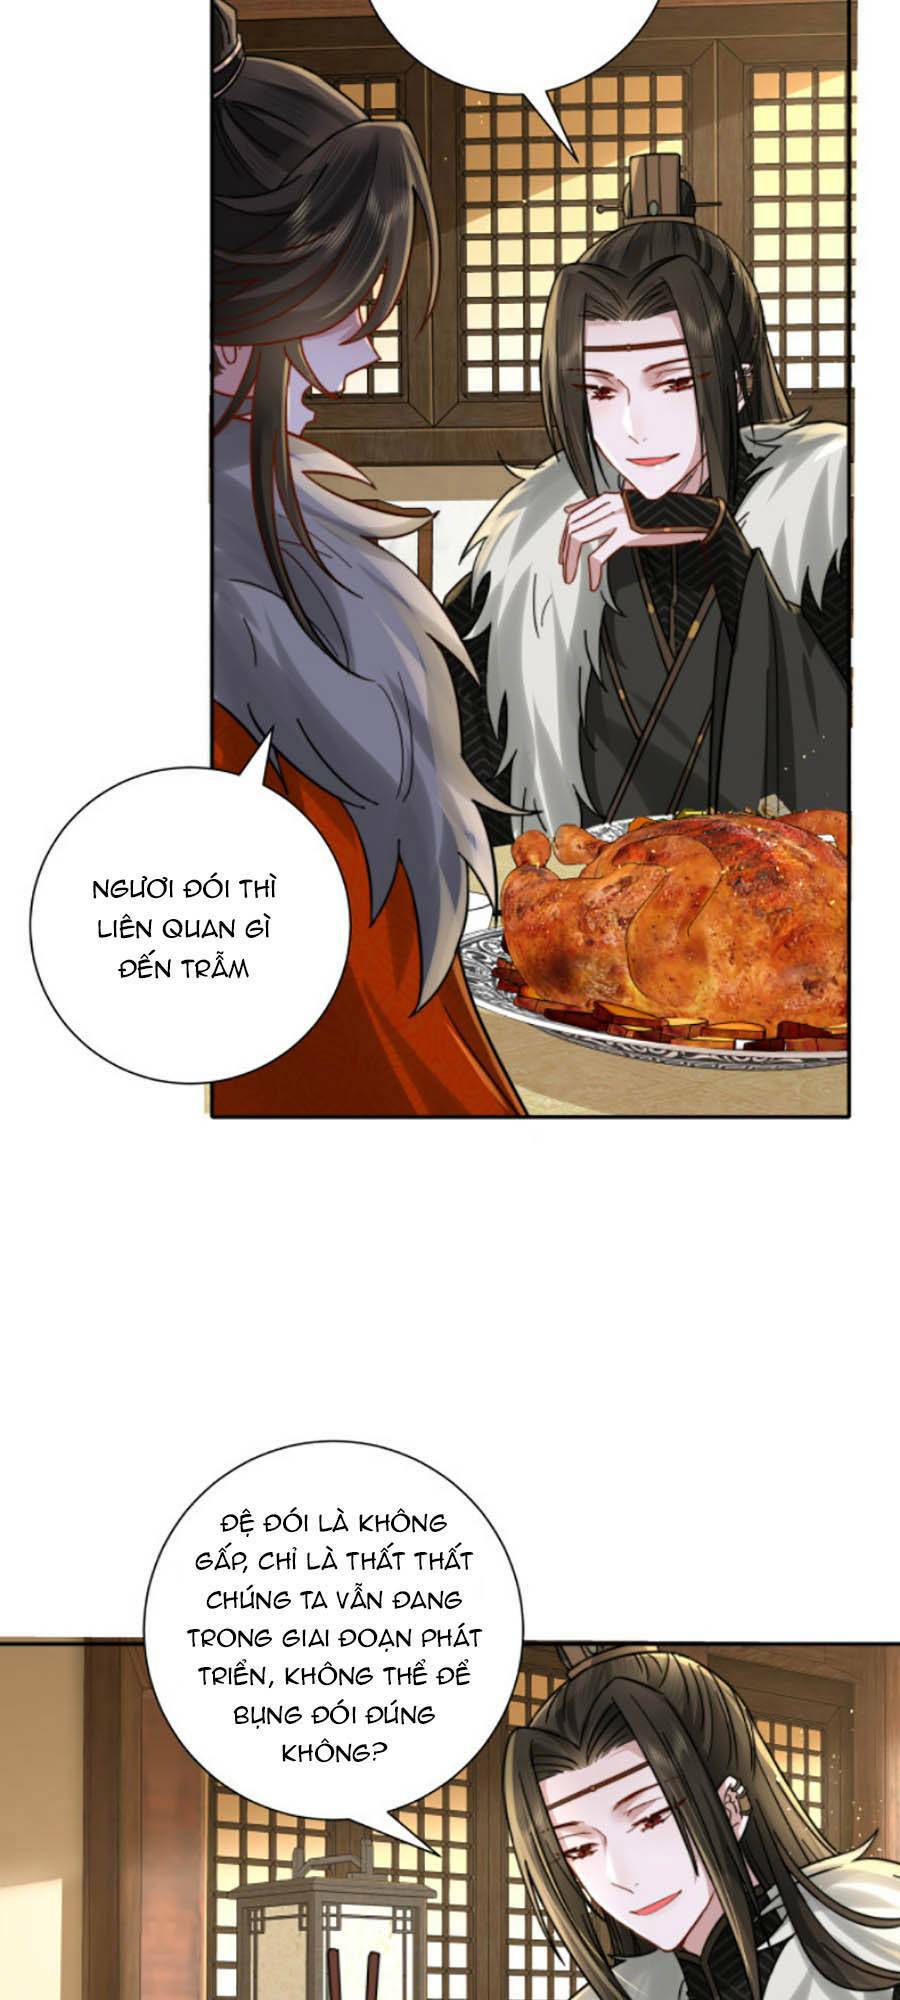 NGƯƠI ĐÓI THÌ
LIÊN QUAN GÌ
ĐẾN TRẪM
ĐỆ ĐÓI LÀ KHÔNG
GẤP, CHỈ LÀ THẤT THẤT
CHÚNG TA VẪN ĐANG
TRONG GIAI ĐOẠN PHÁT
TRIỂN, KHÔNG THỂ ĐỂ
BỤNG ĐÓI ĐÚNG
KHÔNG?